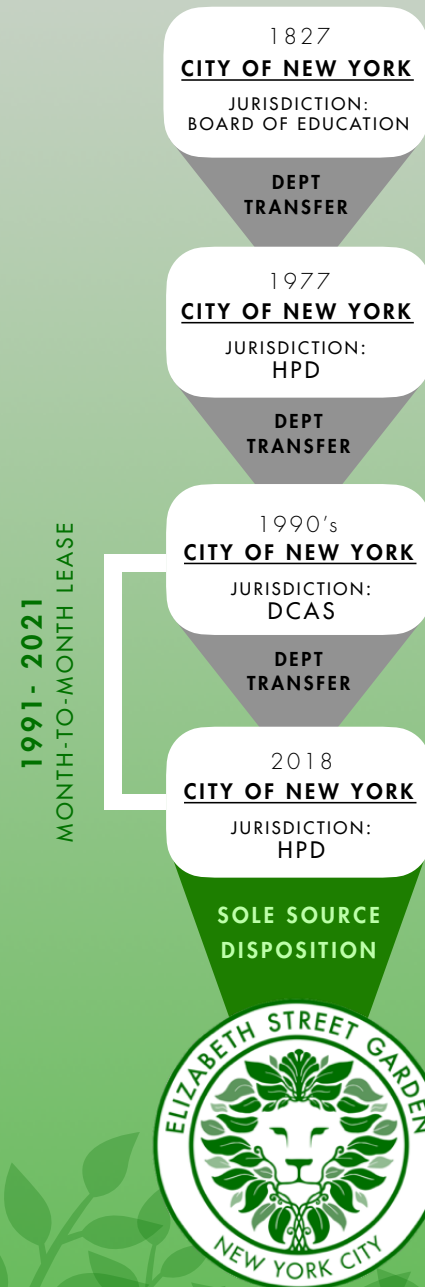 1827
CITY OF NEW YORK
JURISDICTION:
BOARD OF EDUCATION
DEPT
TRANSFER
1977
CITY OF NEW YORK
JURISDICTION:
HPD
DEPT
TRANSFER
1990's
CITY OF NEW YORK
JURISDICTION:
DCAS
1991- 2021
MONTH-TO-MONTH LEASE
DEPT
TRANSFER
2018
CITY OF NEW YORK
JURISDICTION:
HPD
SOLE SOURCE
DISPOSITION
ELIZABETH STREET GARDEN
NEW YORK CITY